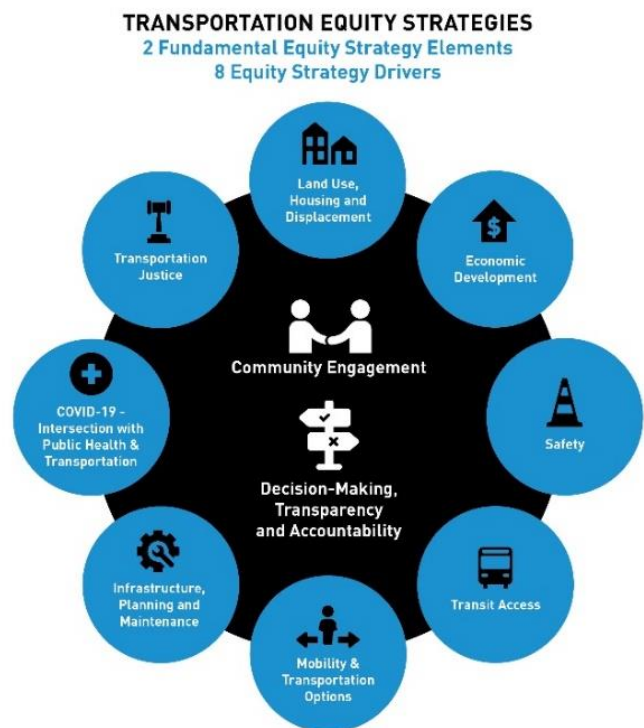 TRANSPORTATION EQUITY STRATEGIES
2 Fundamental Equity Strategy Elements
8 Equity Strategy Drivers
Land Use,
Housing and
Displacement
Economic
Development
Safety
Transit Access
Mobility &
Transportation
Options
Infrastructure,
Planning and
Maintenance
COVID-19 -
Intersection with
Public Health &
Transportation
Transportation
Justice
Community Engagement
Decision-Making,
Transparency
and Accountability